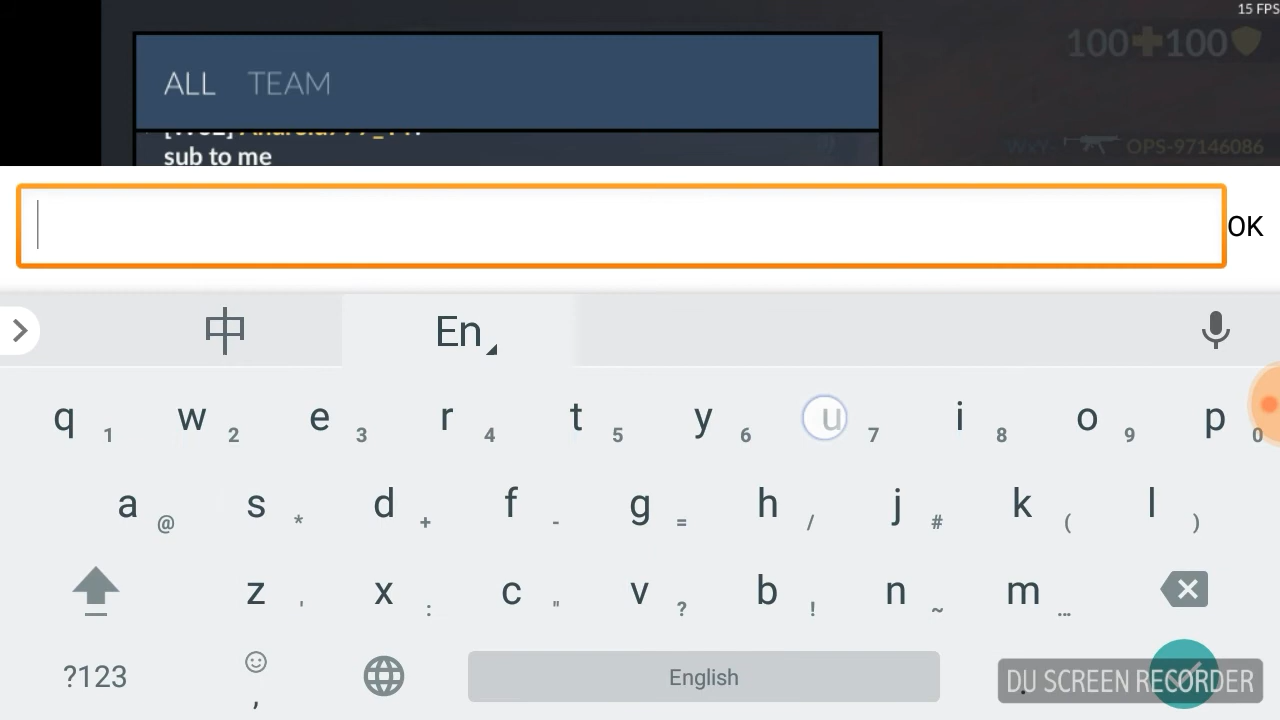 15 FPS
100 100
ALL TEAM
sub to me
OPS-97146086
OK
中 En
q 1 w 2 e 3 r 4 t 5 y 6 u 7 i 8 o 9 p 0
a @ s * d + f - g = h / j # k ( l )
z ' x : c " v ? b ! n ~ m ...
?123 , English .
DU SCREEN RECORDER